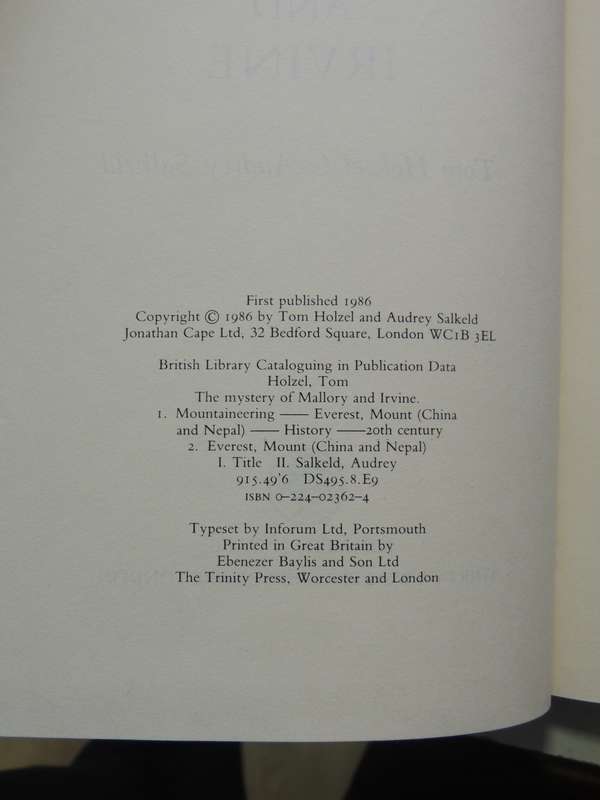 First published 1986
Copyright © 1986 by Tom Holzel and Audrey Salkeld
Jonathan Cape Ltd, 32 Bedford Square, London WC1B 3EL
British Library Cataloguing in Publication Data
Holzel, Tom
The mystery of Mallory and Irvine.
1. Mountaineering —— Everest, Mount (China
and Nepal) —— History ——20th century
2. Everest, Mount (China and Nepal)
I. Title II. Salkeld, Audrey
915.49'6 DS495.8.E9
ISBN 0–224–02362–4
Typeset by Inforum Ltd, Portsmouth
Printed in Great Britain by
Ebenezer Baylis and Son Ltd
The Trinity Press, Worcester and London